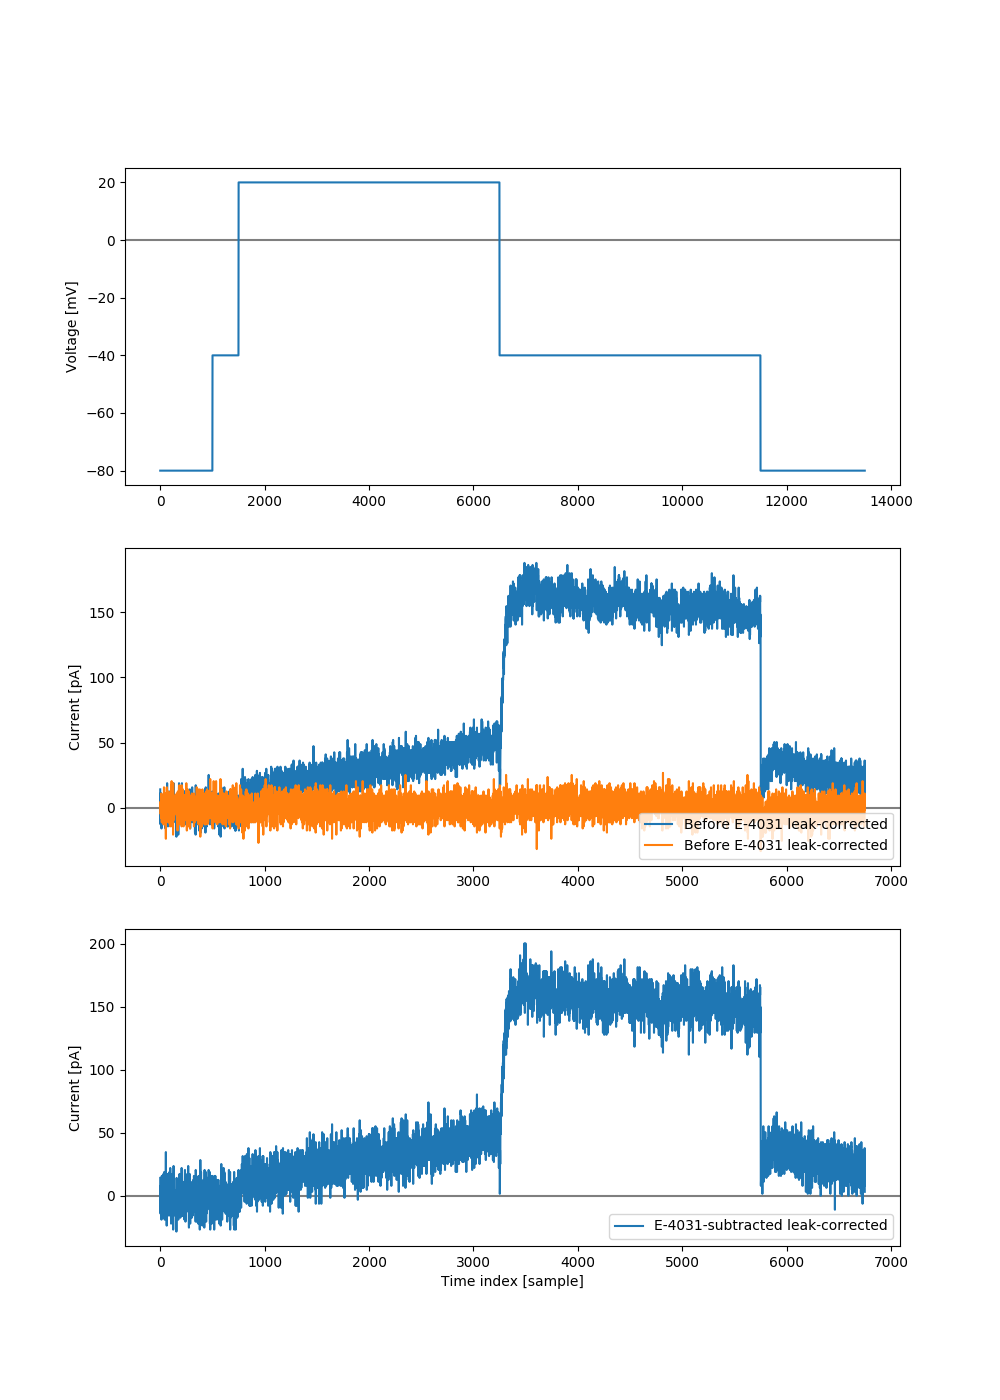 20
0
−20
−40
−60
−80
Voltage [mV]
0 2000 4000 6000 8000 10000 12000 14000
150
100
50
0
Current [pA]
Before E-4031 leak-corrected
Before E-4031 leak-corrected
0 1000 2000 3000 4000 5000 6000 7000
200
150
100
50
0
Current [pA]
E-4031-subtracted leak-corrected
0 1000 2000 3000 4000 5000 6000 7000
Time index [sample]